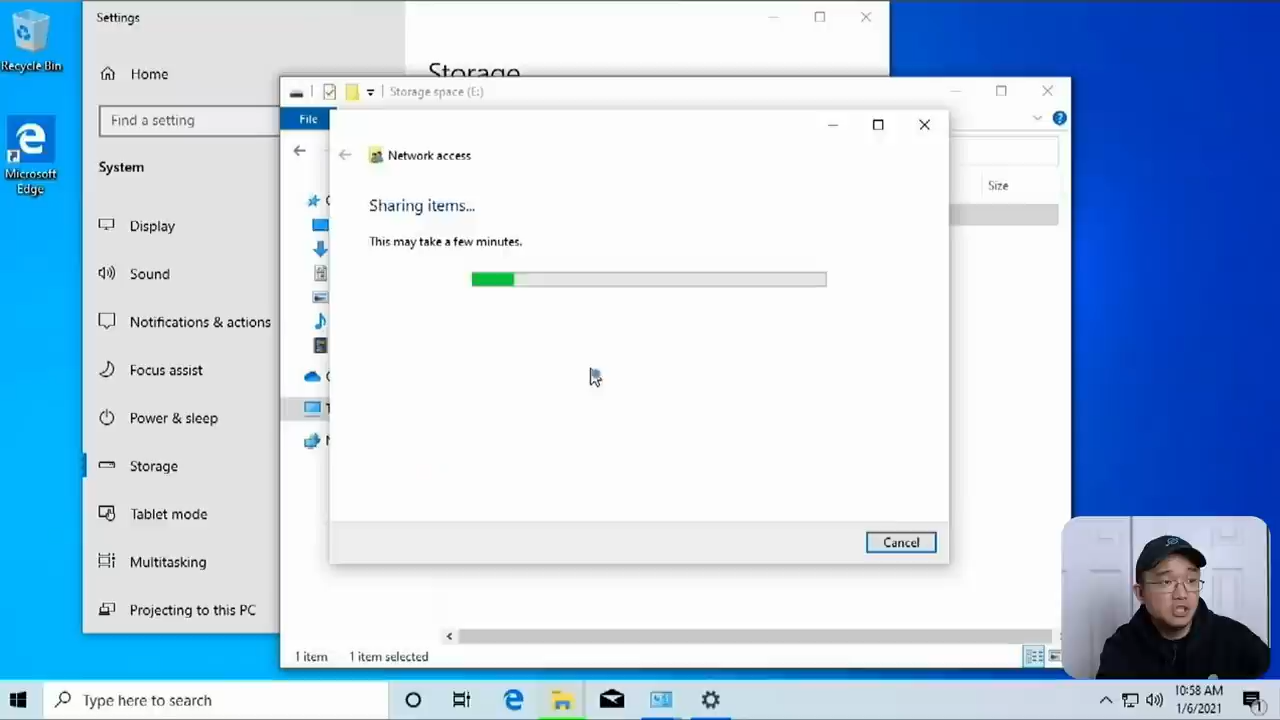 Recycle Bin
Microsoft
Edge
Settings
Home
Find a setting
System
Display
Sound
Notifications & actions
Focus assist
Power & sleep
Storage
Tablet mode
Multitasking
Projecting to this PC
Storage
Storage space (E:)
File
Size
Network access
Sharing items...
This may take a few minutes.
Cancel
1 item
1 item selected
Type here to search
10:58 AM
1/6/2021
1